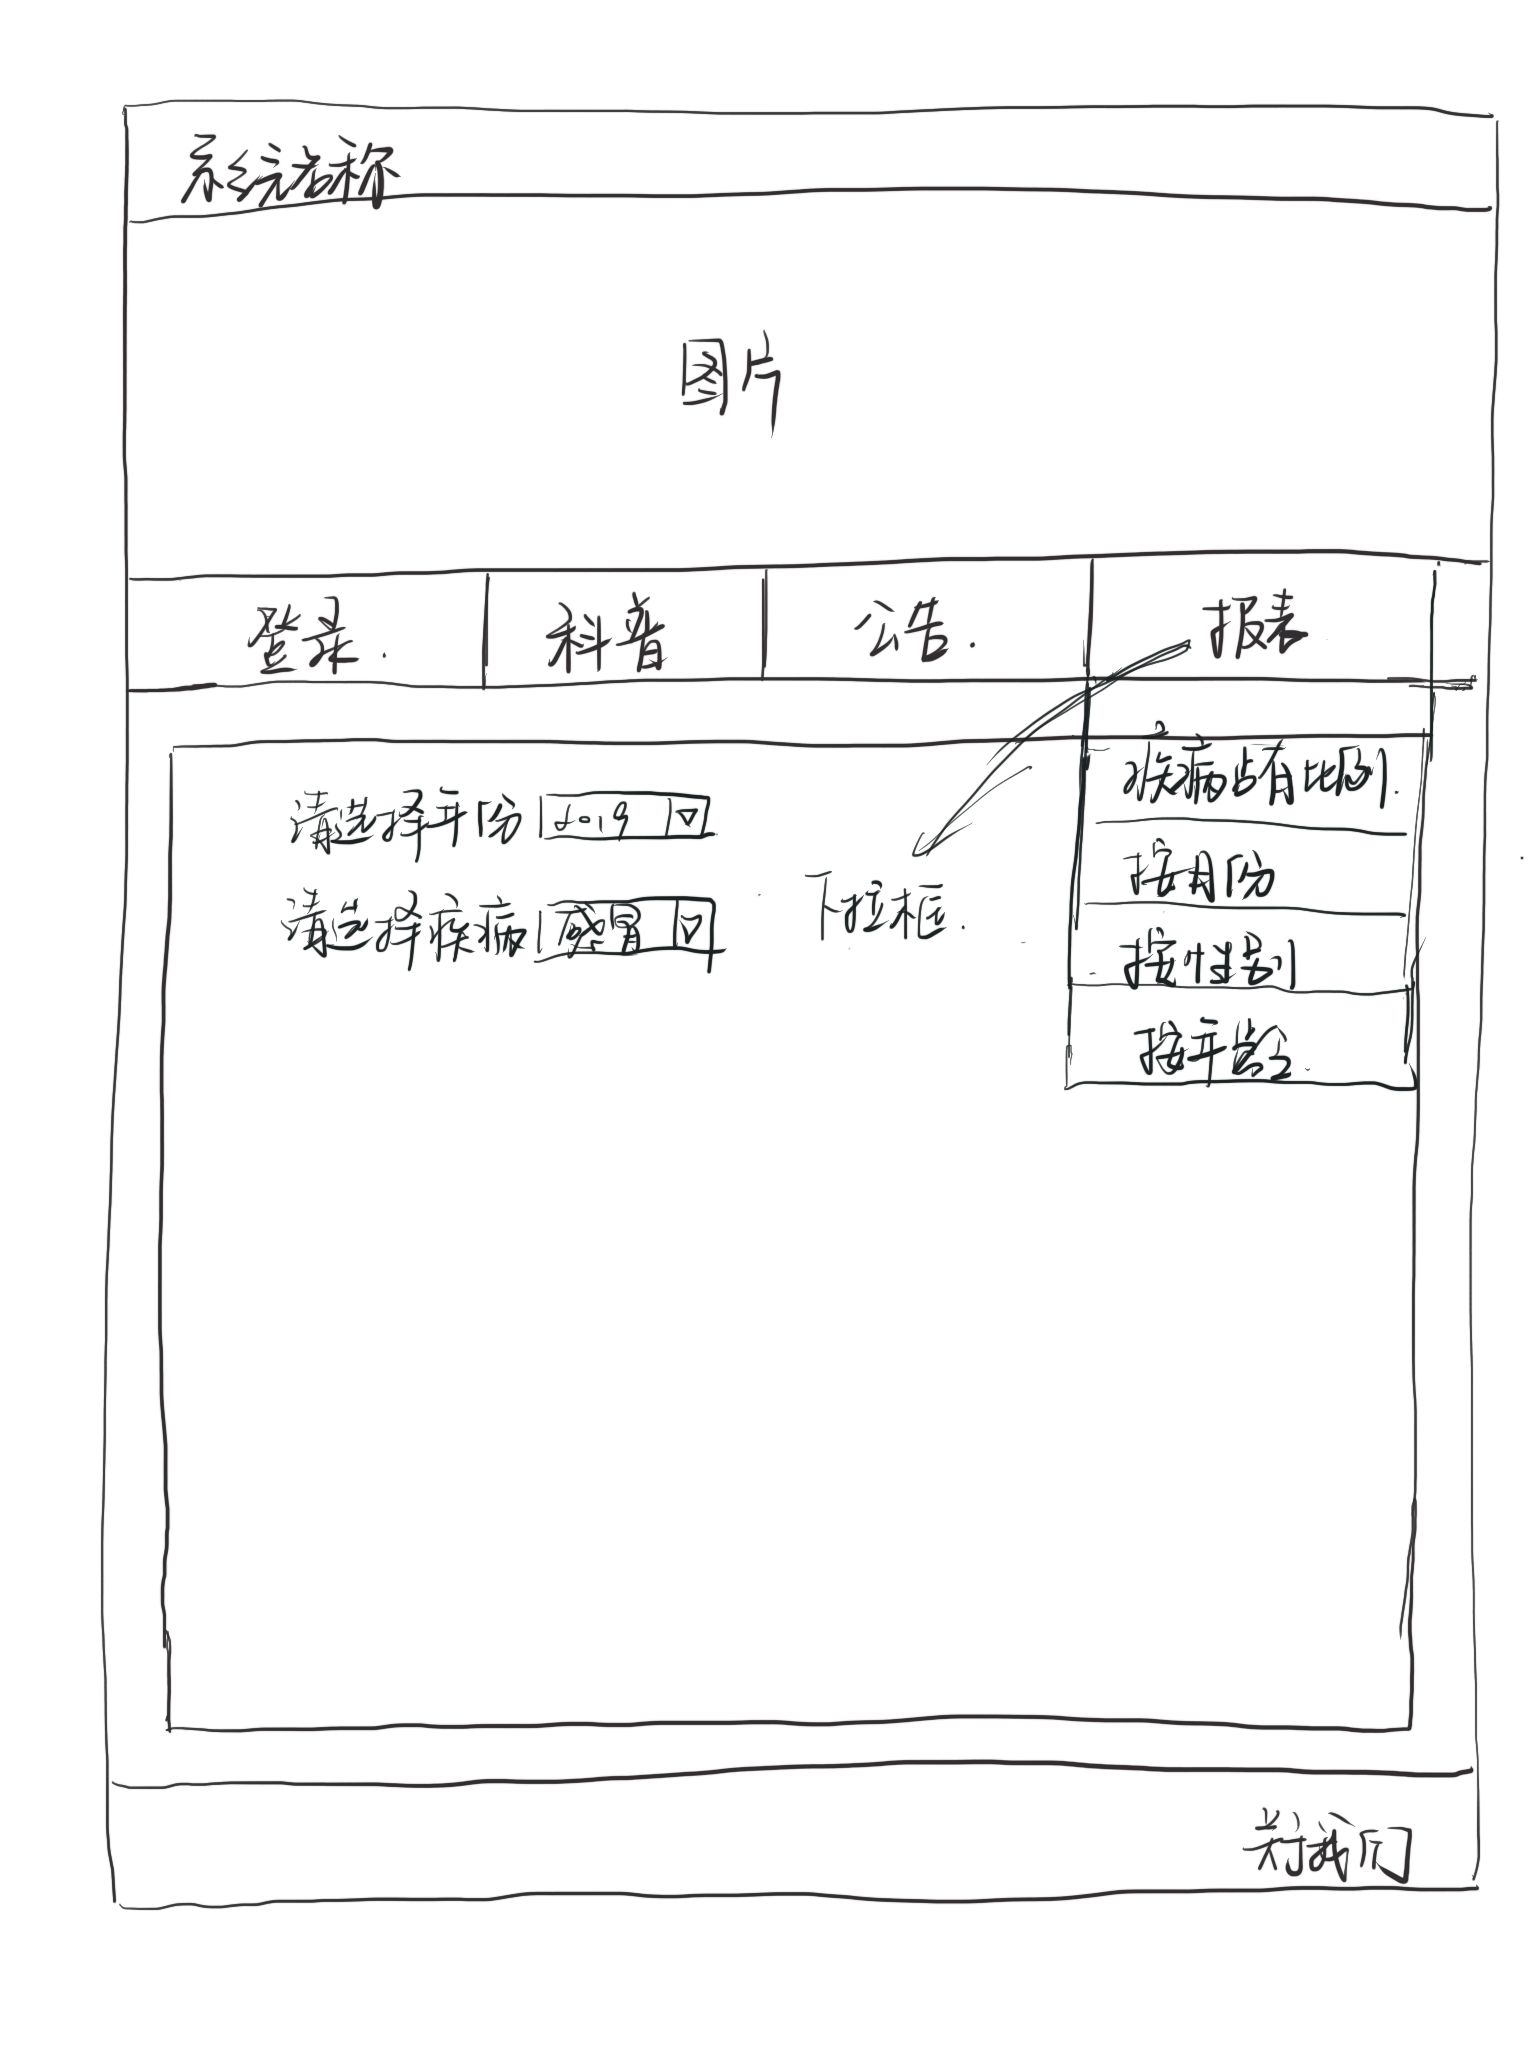 系统名称
图片
登录.
科普
公告.
报表
疾病占有比例.
请选择年份 2019
按月份
请选择疾病 感冒
下拉框.
按性别
按年龄.
关于我们